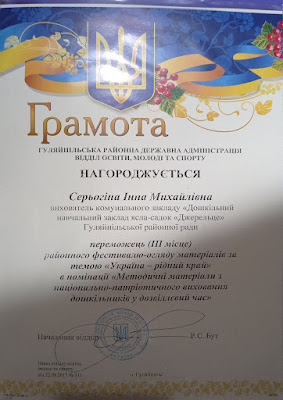 Грамота
ГУЛЯЙПІЛЬСЬКА РАЙОННА ДЕРЖАВНА АДМІНІСТРАЦІЯ
ВІДДІЛ ОСВІТИ, МОЛОДІ ТА СПОРТУ
НАГОРОДЖУЄТЬСЯ
Серьогіна Інна Михайлівна
вихователь комунального закладу «Дошкільний
навчальний заклад ясла-садок «Джерельце»
Гуляйпільської районної ради
переможець (ІІІ місце)
районного фестивалю-огляду матеріалів за
темою «Україна – рідний край»
в номінації «Методичні матеріали з
національно-патріотичного виховання
дошкільників у дозвіллєвий час»
Начальник відділу Р.С. Бут
м. Гуляйполе